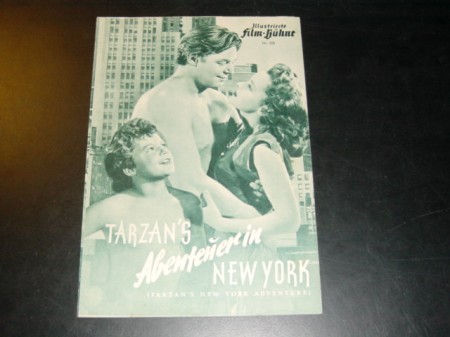 Illustrierte
Film-Bühne
TARZAN'S
Abenteuer in
NEW YORK
(TARZAN'S NEW YORK ADVENTURE)